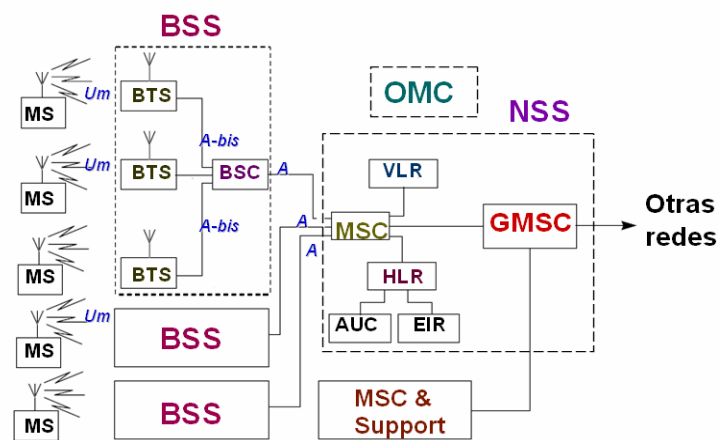 BSS
OMC
NSS
MS
Um
BTS
A-bis
MS
Um
BTS
BSC
A
VLR
Otras
redes
A-bis
A
MSC
GMSC
A
MS
BTS
HLR
MS
Um
BSS
AUC
EIR
MS
BSS
MSC &
Support